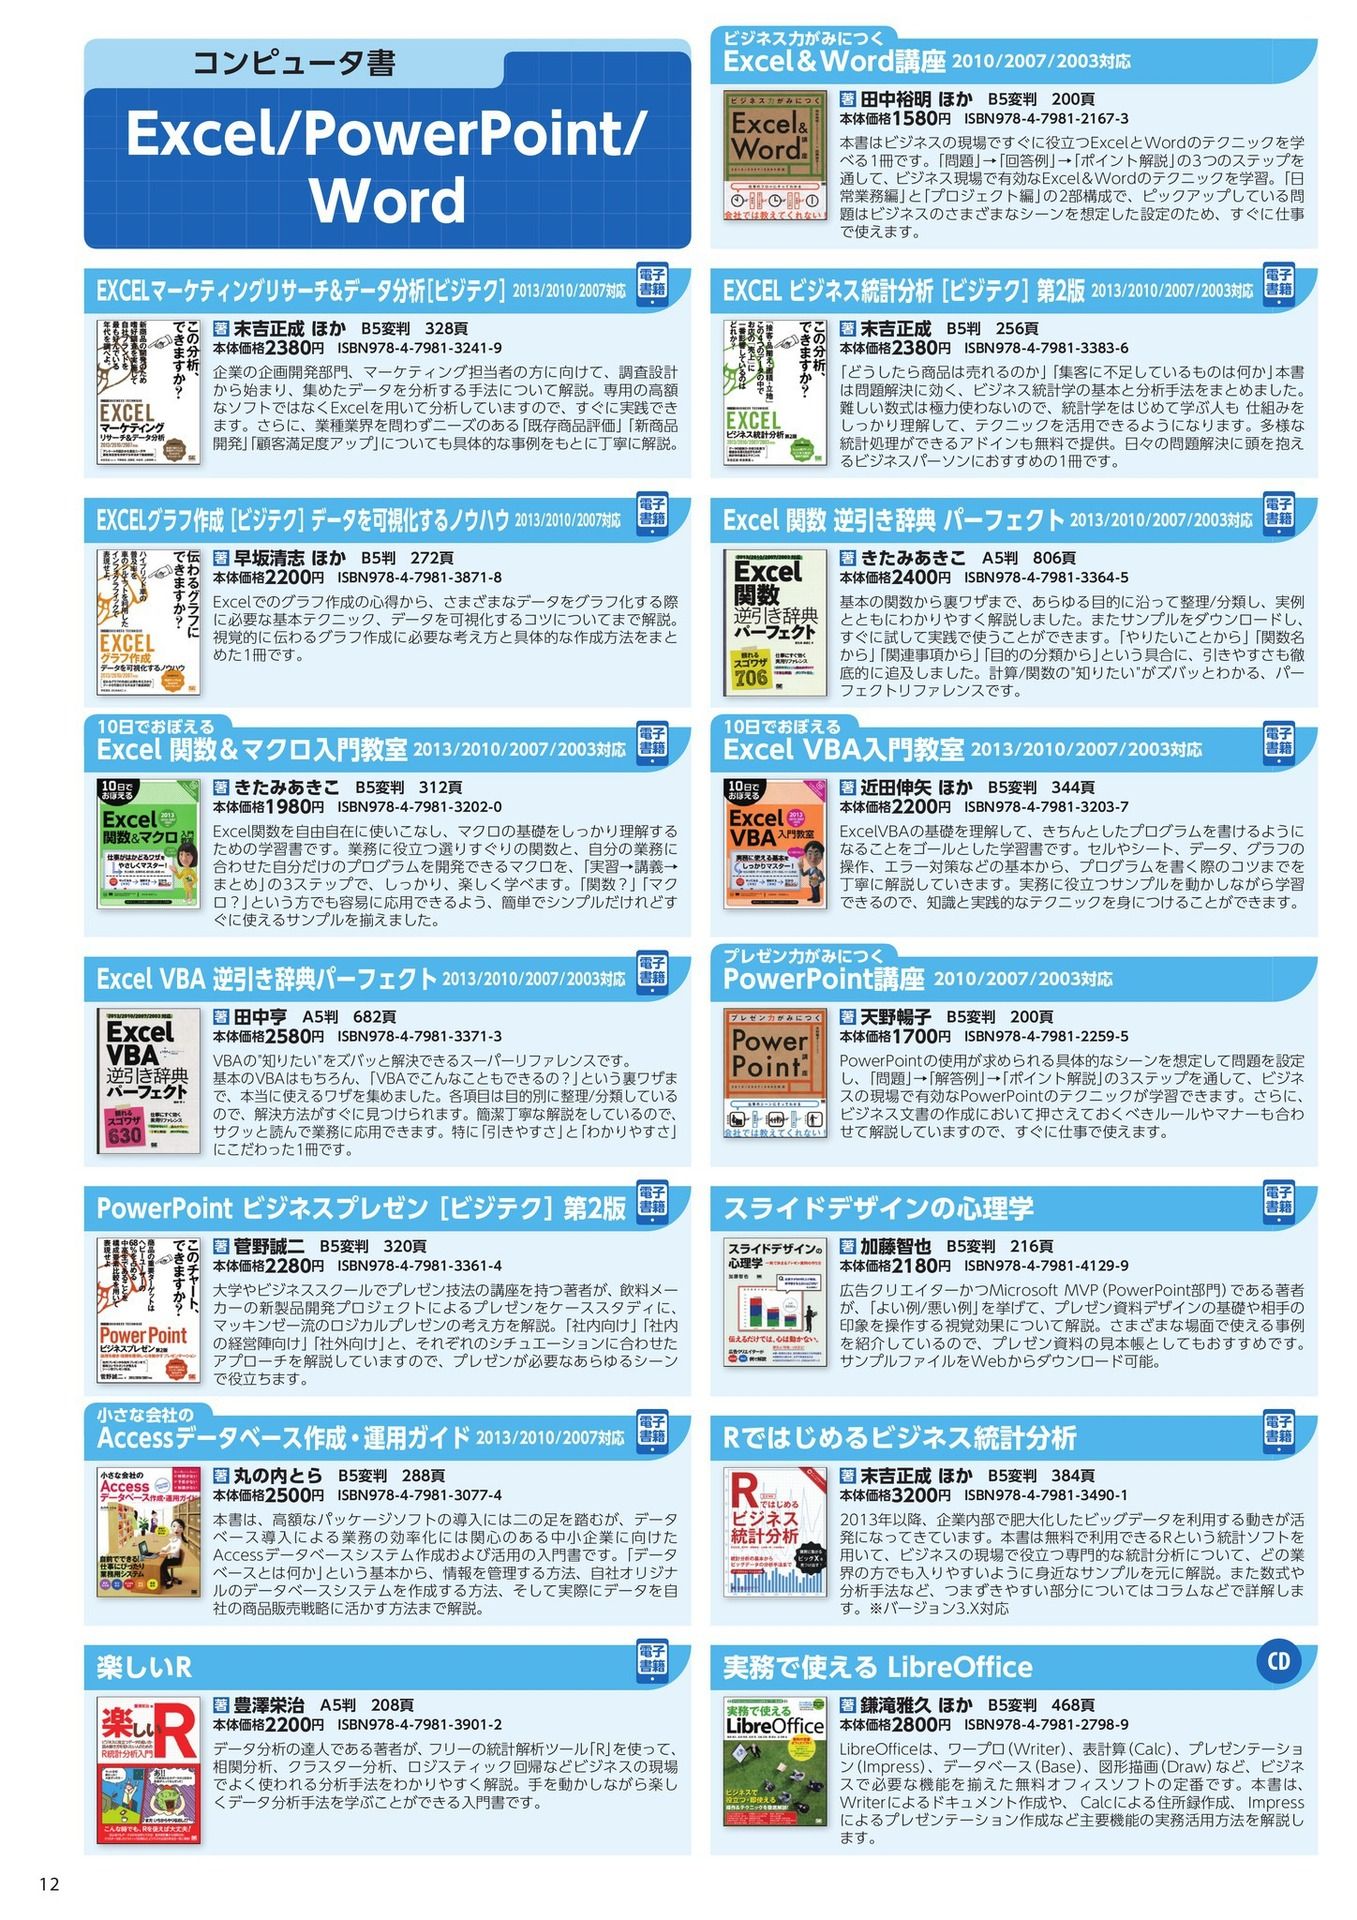 コンピュータ書
Excel/PowerPoint/
Word
ビジネス力がみにつく
Excel&Word講座 2010/2007/2003対応
著 田中裕明 ほか B5変判 200頁
本体価格1580円 ISBN978-4-7981-2167-3
本書はビジネスの現場ですぐに役立つExcelとWordのテクニックを学
べる1冊です。「問題」→「回答例」→「ポイント解説」の3つのステップを
通して、ビジネス現場で有効なExcel&Wordのテクニックを学習。「日
常業務編」と「プロジェクト編」の2部構成で、ピックアップしている問
題はビジネスのさまざまなシーンを想定した設定のため、すぐに仕事
で使えます。
EXCELマーケティングリサーチ&データ分析[ビジテク] 2013/2010/2007対応
電子
書籍
著 末吉正成 ほか B5変判 328頁
本体価格2380円 ISBN978-4-7981-3241-9
企業の企画開発部門、マーケティング担当者の方に向けて、調査設計
から始まり、集めたデータを分析する手法について解説。専用の高額
なソフトではなくExcelを用いて分析していますので、すぐに実践でき
ます。さらに、業種業界を問わずニーズのある「既存商品評価」「新商品
開発」「顧客満足度アップ」についても具体的な事例をもとに丁寧に解説。
EXCEL ビジネス統計分析 [ビジテク] 第2版 2013/2010/2007/2003対応
電子
書籍
著 末吉正成 B5判 256頁
本体価格2380円 ISBN978-4-7981-3383-6
「どうしたら商品は売れるのか」「集客に不足しているものは何か」本書
は問題解決に効く、ビジネス統計学の基本と分析手法をまとめました。
難しい数式は極力使わないので、統計学をはじめて学ぶ人も 仕組みを
しっかり理解して、テクニックを活用できるようになります。多様な
統計処理ができるアドインも無料で提供。日々の問題解決に頭を抱え
るビジネスパーソンにおすすめの1冊です。
EXCELグラフ作成 [ビジテク] データを可視化するノウハウ 2013/2010/2007対応
電子
書籍
著 早坂清志 ほか B5判 272頁
本体価格2200円 ISBN978-4-7981-3871-8
Excelでのグラフ作成の心得から、さまざまなデータをグラフ化する際
に必要な基本テクニック、データを可視化するコツについてまで解説。
視覚的に伝わるグラフ作成に必要な考え方と具体的な作成方法をまと
めた1冊です。
Excel 関数 逆引き辞典 パーフェクト 2013/2010/2007/2003対応
電子
書籍
著 きたみあきこ A5判 806頁
本体価格2400円 ISBN978-4-7981-3364-5
基本の関数から裏ワザまで、あらゆる目的に沿って整理/分類し、実例
とともにわかりやすく解説しました。またサンプルをダウンロードし、
すぐに試して実践で使うことができます。「やりたいことから」「関数名
から」「関連事項から」「目的の分類から」という具合に、引きやすさも徹
底的に追及しました。計算/関数の"知りたい"がズバッとわかる、パー
フェクトリファレンスです。
10日でおぼえる
Excel 関数&マクロ入門教室 2013/2010/2007/2003対応
電子
書籍
著 きたみあきこ B5変判 312頁
本体価格1980円 ISBN978-4-7981-3202-0
Excel関数を自由自在に使いこなし、マクロの基礎をしっかり理解する
ための学習書です。業務に役立つ選りすぐりの関数と、自分の業務に
合わせた自分だけのプログラムを開発できるマクロを、「実習→講義→
まとめ」の3ステップで、しっかり、楽しく学べます。「関数？」「マク
ロ？」という方でも容易に応用できるよう、簡単でシンプルだけれどす
ぐに使えるサンプルを揃えました。
10日でおぼえる
Excel VBA入門教室 2013/2010/2007/2003対応
電子
書籍
著 近田伸矢 ほか B5変判 344頁
本体価格2200円 ISBN978-4-7981-3203-7
ExcelVBAの基礎を理解して、きちんとしたプログラムを書けるように
なることをゴールとした学習書です。セルやシート、データ、グラフの
操作、エラー対策などの基本から、プログラムを書く際のコツまでを
丁寧に解説していきます。実務に役立つサンプルを動かしながら学習
できるので、知識と実践的なテクニックを身につけることができます。
Excel VBA 逆引き辞典パーフェクト 2013/2010/2007/2003対応
電子
書籍
著 田中亨 A5判 682頁
本体価格2580円 ISBN978-4-7981-3371-3
VBAの"知りたい"をズバッと解決できるスーパーリファレンスです。
基本のVBAはもちろん、「VBAでこんなこともできるの？」という裏ワザま
で、本当に使えるワザを集めました。各項目は目的別に整理/分類している
ので、解決方法がすぐに見つけられます。簡潔丁寧な解説をしているので、
サクッと読んで業務に応用できます。特に「引きやすさ」と「わかりやすさ」
にこだわった1冊です。
プレゼン力がみにつく
PowerPoint講座 2010/2007/2003対応
著 天野暢子 B5変判 200頁
本体価格1700円 ISBN978-4-7981-2259-5
PowerPointの使用が求められる具体的なシーンを想定して問題を設定
し、「問題」→「解答例」→「ポイント解説」の3ステップを通して、ビジネ
スの現場で有効なPowerPointのテクニックが学習できます。さらに、
ビジネス文書の作成において押さえておくべきルールやマナーも合わ
せて解説していますので、すぐに仕事で使えます。
PowerPoint ビジネスプレゼン [ビジテク] 第2版
電子
書籍
著 菅野誠二 B5変判 320頁
本体価格2280円 ISBN978-4-7981-3361-4
大学やビジネススクールでプレゼン技法の講座を持つ著者が、飲料メー
カーの新製品開発プロジェクトによるプレゼンをケーススタディに、
マッキンゼー流のロジカルプレゼンの考え方を解説。「社内向け」「社内
の経営陣向け」「社外向け」と、それぞれのシチュエーションに合わせた
アプローチを解説していますので、プレゼンが必要なあらゆるシーン
で役立ちます。
スライドデザインの心理学
電子
書籍
著 加藤智也 B5変判 216頁
本体価格2180円 ISBN978-4-7981-4129-9
広告クリエイターかつMicrosoft MVP (PowerPoint部門) である著者
が、「よい例/悪い例」を挙げて、プレゼン資料デザインの基礎や相手の
印象を操作する視覚効果について解説。さまざまな場面で使える事例
を紹介しているので、プレゼン資料の見本帳としてもおすすめです。
サンプルファイルをWebからダウンロード可能。
小さな会社の
Accessデータベース作成・運用ガイド 2013/2010/2007対応
電子
書籍
著 丸の内とら B5変判 288頁
本体価格2500円 ISBN978-4-7981-3077-4
本書は、高額なパッケージソフトの導入には二の足を踏むが、データ
ベース導入による業務の効率化には関心のある中小企業に向けた
Accessデータベースシステム作成および活用の入門書です。「データ
ベースとは何か」という基本から、情報を管理する方法、自社オリジナ
ルのデータベースシステムを作成する方法、そして実際にデータを自
社の商品販売戦略に活かす方法まで解説。
Rではじめるビジネス統計分析
電子
書籍
著 末吉正成 ほか B5変判 384頁
本体価格3200円 ISBN978-4-7981-3490-1
2013年以降、企業内部で肥大化したビッグデータを利用する動きが活
発になってきています。本書は無料で利用できるRという統計ソフトを
用いて、ビジネスの現場で役立つ専門的な統計分析について、どの業
界の方でも入りやすいように身近なサンプルを元に解説。また数式や
分析手法など、つまずきやすい部分についてはコラムなどで詳解しま
す。※バージョン3.X対応
楽しいR
電子
書籍
著 豊澤栄治 A5判 208頁
本体価格2200円 ISBN978-4-7981-3901-2
データ分析の達人である著者が、フリーの統計解析ツール「R」を使って、
相関分析、クラスター分析、ロジスティック回帰などビジネスの現場
でよく使われる分析手法をわかりやすく解説。手を動かしながら楽し
くデータ分析手法を学ぶことができる入門書です。
実務で使える LibreOffice
CD
著 鎌滝雅久 ほか B5変判 468頁
本体価格2800円 ISBN978-4-7981-2798-9
LibreOfficeは、ワープロ(Writer)、表計算(Calc)、プレゼンテーショ
ン(Impress)、データベース(Base)、図形描画(Draw)など、ビジネ
スで必要な機能を揃えた無料オフィスソフトの定番です。本書は、
Writerによるドキュメント作成や、Calcによる住所録作成、Impress
によるプレゼンテーション作成など主要機能の実務活用方法を解説し
ます。
12